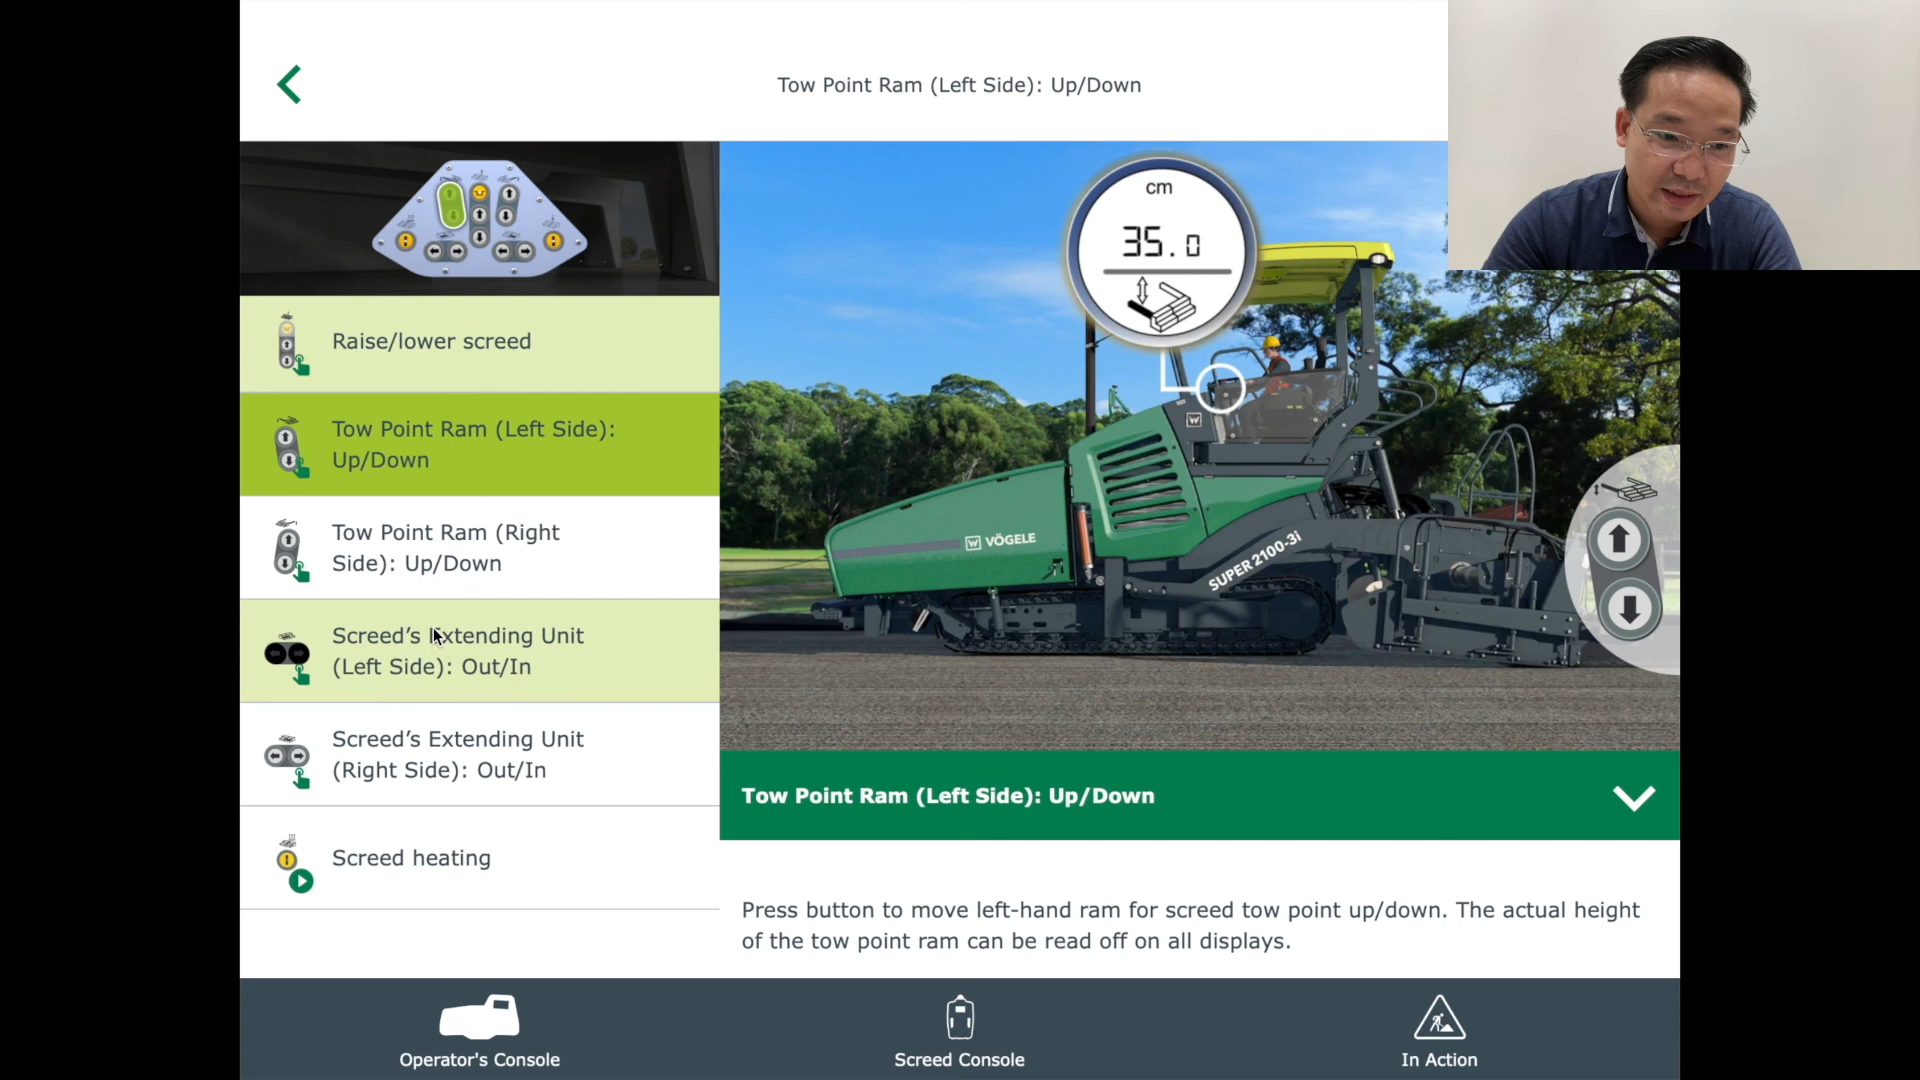 Tow Point Ram (Left Side): Up/Down
Raise/lower screed
Tow Point Ram (Left Side):
Up/Down
Tow Point Ram (Right
Side): Up/Down
Screed’s Extending Unit
(Left Side): Out/In
Screed’s Extending Unit
(Right Side): Out/In
Screed heating
cm
35.0
VÖGELE
SUPER 2100-3i
Tow Point Ram (Left Side): Up/Down
Press button to move left-hand ram for screed tow point up/down. The actual height
of the tow point ram can be read off on all displays.
Operator's Console
Screed Console
In Action